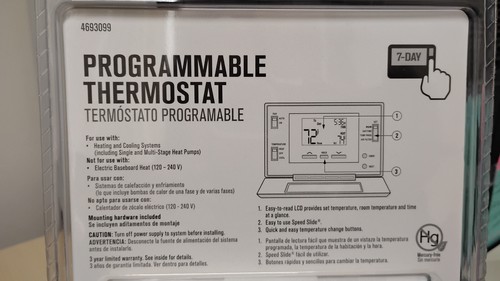 4693099
PROGRAMMABLE
THERMOSTAT
TERMÓSTATO PROGRAMABLE
7-DAY
For use with:
• Heating and Cooling Systems
(including Single and Multi-Stage Heat Pumps)
Not for use with:
• Electric Baseboard Heat (120 - 240 V)
Para usar con:
• Sistemas de calefacción y enfriamiento
(lo que incluye bombas de calor de una fase y de varias fases)
No apto para usarse con:
• Calentador de zócalo eléctrico (120 - 240 V)
Mounting hardware included
Se incluyen aditamentos de montaje
CAUTION: Turn off power to system before installing.
ADVERTENCIA: Desconecte la fuente de alimentación del sistema
antes de instalarlo.
3 year limited warranty. See inside for details.
3 años de garantía limitada. Ver dentro para detalles.
1
2
3
1. Easy-to-read LCD provides set temperature, room temperature and time
at a glance.
2. Easy to use Speed Slide®.
3. Quick and easy temperature change buttons.
1. Pantalla de lectura fácil que muestra de un vistazo la temperatura
programada, la temperatura de la habitación y la hora.
2. Speed Slide® fácil de utilizar.
3. Botones rápidos y sencillos para cambiar la temperatura.
Hg
Mercury-free
Sin mercurio